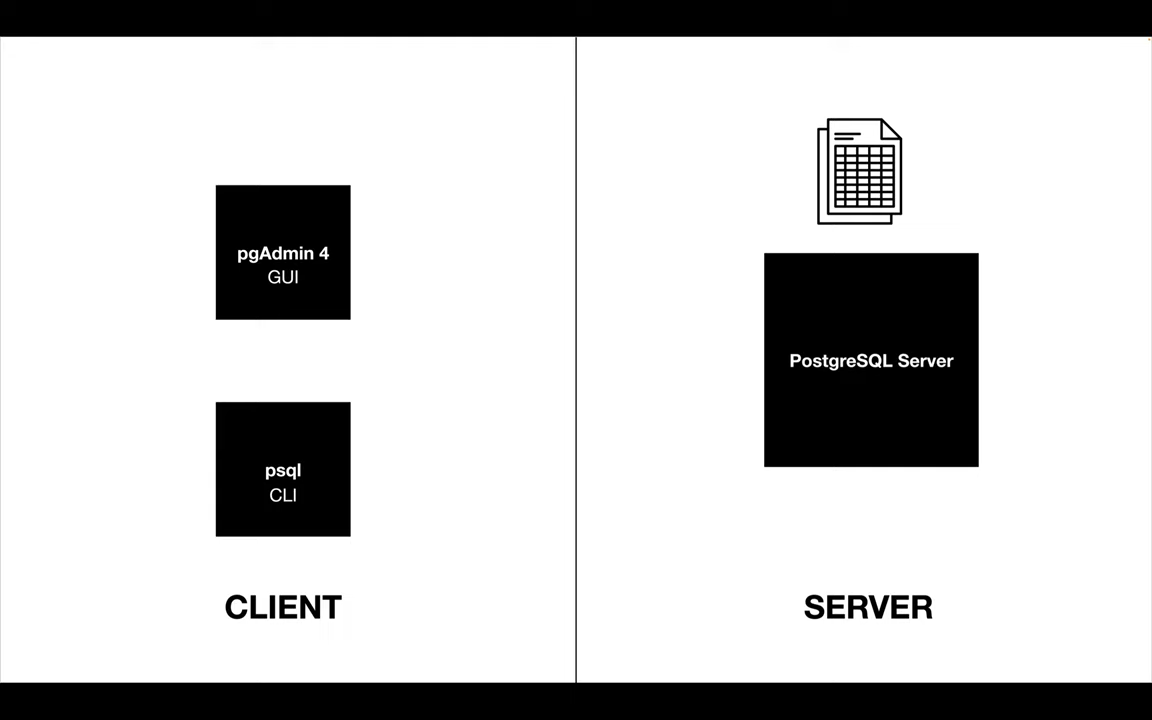 pgAdmin 4
GUI
psql
CLI
CLIENT
PostgreSQL Server
SERVER